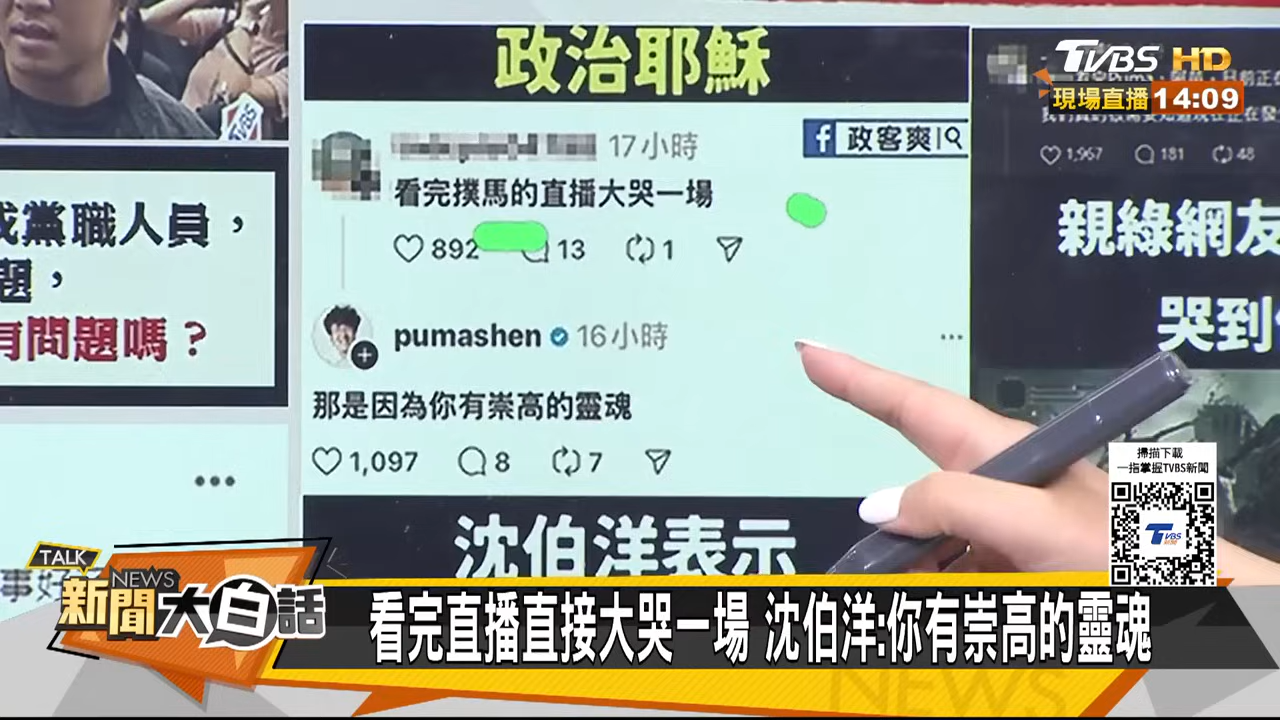 政治耶穌
TVBS HD
現場直播 14:09
17小時
政客爽
看完撲馬的直播大哭一場
892 13 1
pumashen 16小時
那是因為你有崇高的靈魂
1,097 8 7
沈伯洋表示
黨職人員，
題，
有問題嗎？
1,967 181 48
親綠網友
哭到
TVBS
掃描下載
一指掌握TVBS新聞
TVBS
TALK
NEWS
新聞大白話
看完直播直接大哭一場 沈伯洋:你有崇高的靈魂
NEWS